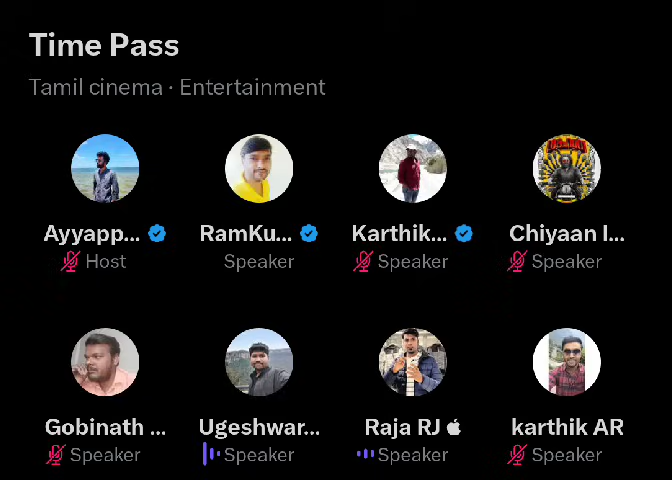 Time Pass
Tamil cinema · Entertainment
Ayyapp... RamKu... Karthik... Chiyaan I...
Host Speaker Speaker Speaker
Gobinath ... Ugeshwar... Raja RJ karthik AR
Speaker Speaker Speaker Speaker